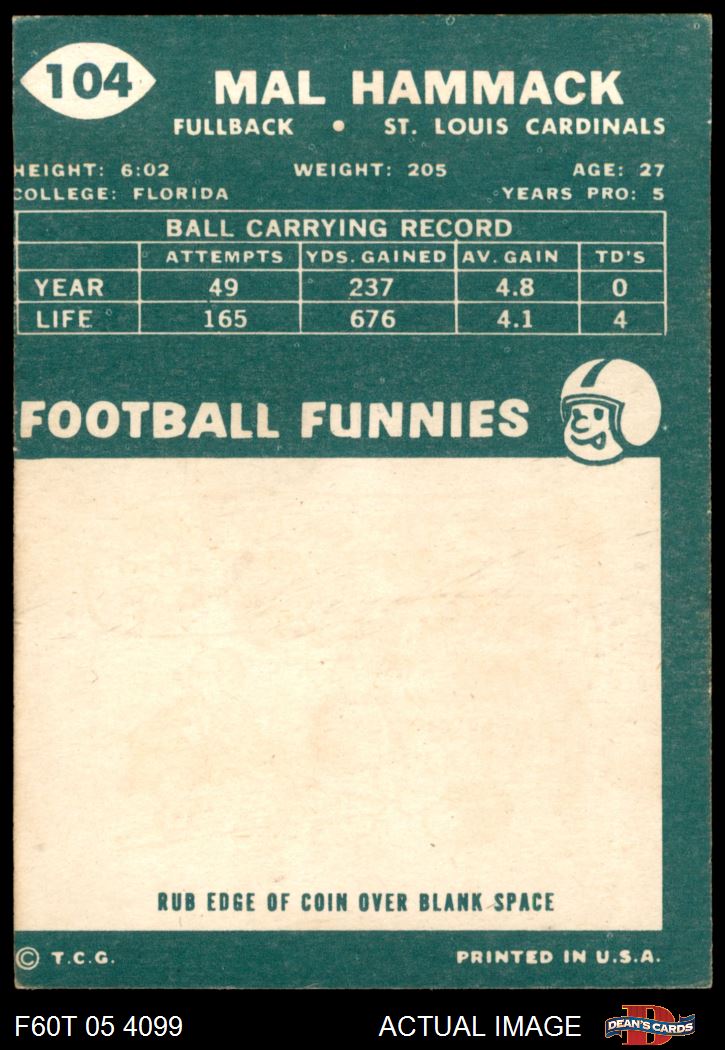 104
MAL HAMMACK
FULLBACK • ST. LOUIS CARDINALS
HEIGHT: 6:02 WEIGHT: 205 AGE: 27
COLLEGE: FLORIDA YEARS PRO: 5
BALL CARRYING RECORD
ATTEMPTS YDS. GAINED AV. GAIN TD'S
YEAR 49 237 4.8 0
LIFE 165 676 4.1 4
FOOTBALL FUNNIES
RUB EDGE OF COIN OVER BLANK SPACE
© T.C.G. PRINTED IN U.S.A.
F60T 05 4099 ACTUAL IMAGE DEAN'S CARDS